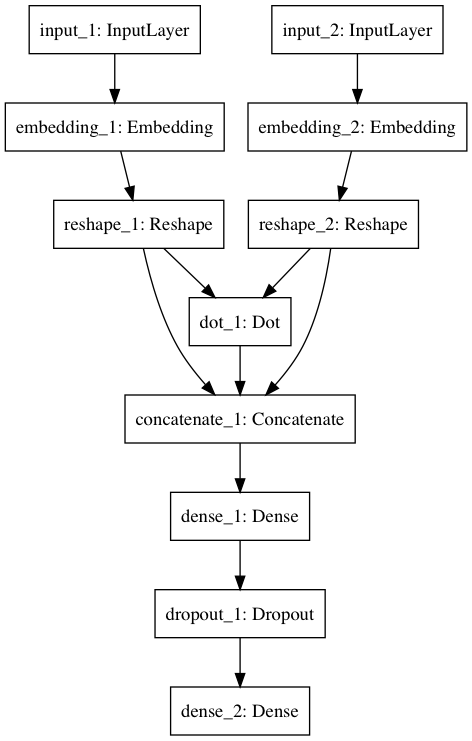 input_1: InputLayer
input_2: InputLayer
embedding_1: Embedding
embedding_2: Embedding
reshape_1: Reshape
reshape_2: Reshape
dot_1: Dot
concatenate_1: Concatenate
dense_1: Dense
dropout_1: Dropout
dense_2: Dense